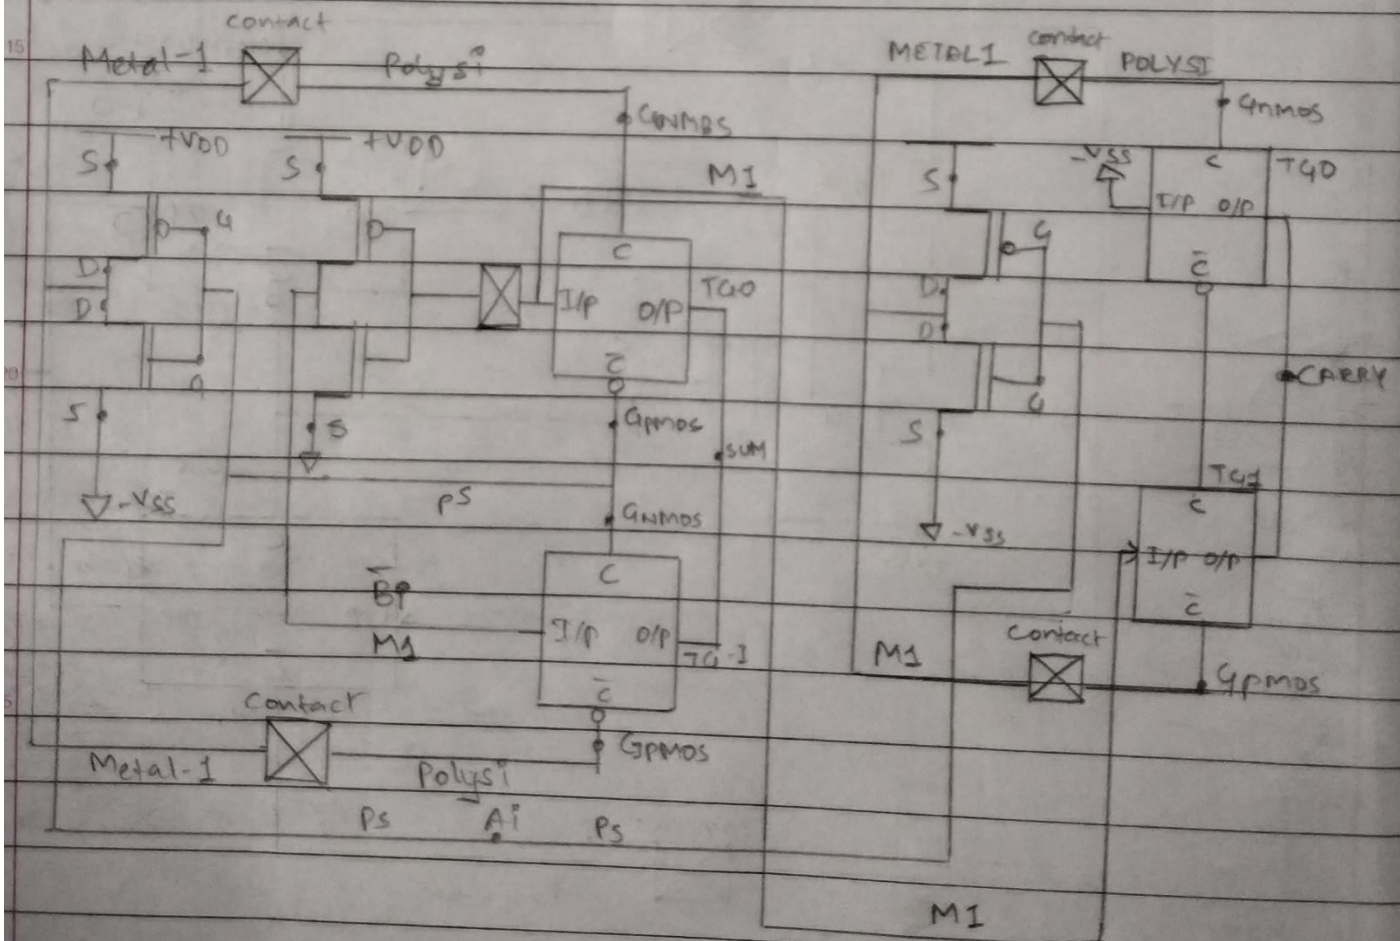 contact
15
Metal-1
Polysi
METAL1
contact
POLYSI
GNMOS
Gnmos
+VDD
+VDD
S
S
M1
S
-VSS
C
TG0
I/P O/P
G
C
G
D
D
I/P O/P
TG0
C̅
D
D
C̅
G
G
CARRY
S
S
GPMOS
S
SUM
TG1
-VSS
PS
GNMOS
-VSS
C
I/P O/P
C
B̅P
C̅
M1
I/P O/P
TG-1
Contact
M1
C̅
GPMOS
Contact
GPMOS
Metal-1
Polysi
Ps
Ai
Ps
M1